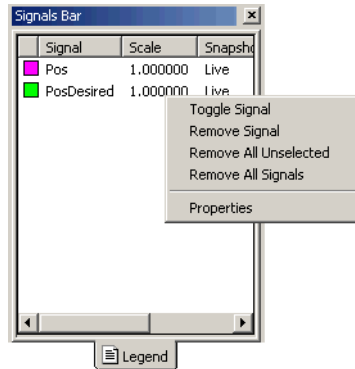 Signals Bar
Signal Scale Snapsho
Pos 1.000000 Live
PosDesired 1.000000 Live
Toggle Signal
Remove Signal
Remove All Unselected
Remove All Signals
Properties
Legend